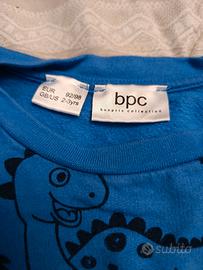 EUR 92/98
GB/US 2-3yrs
bpc
bonprix collection
subito